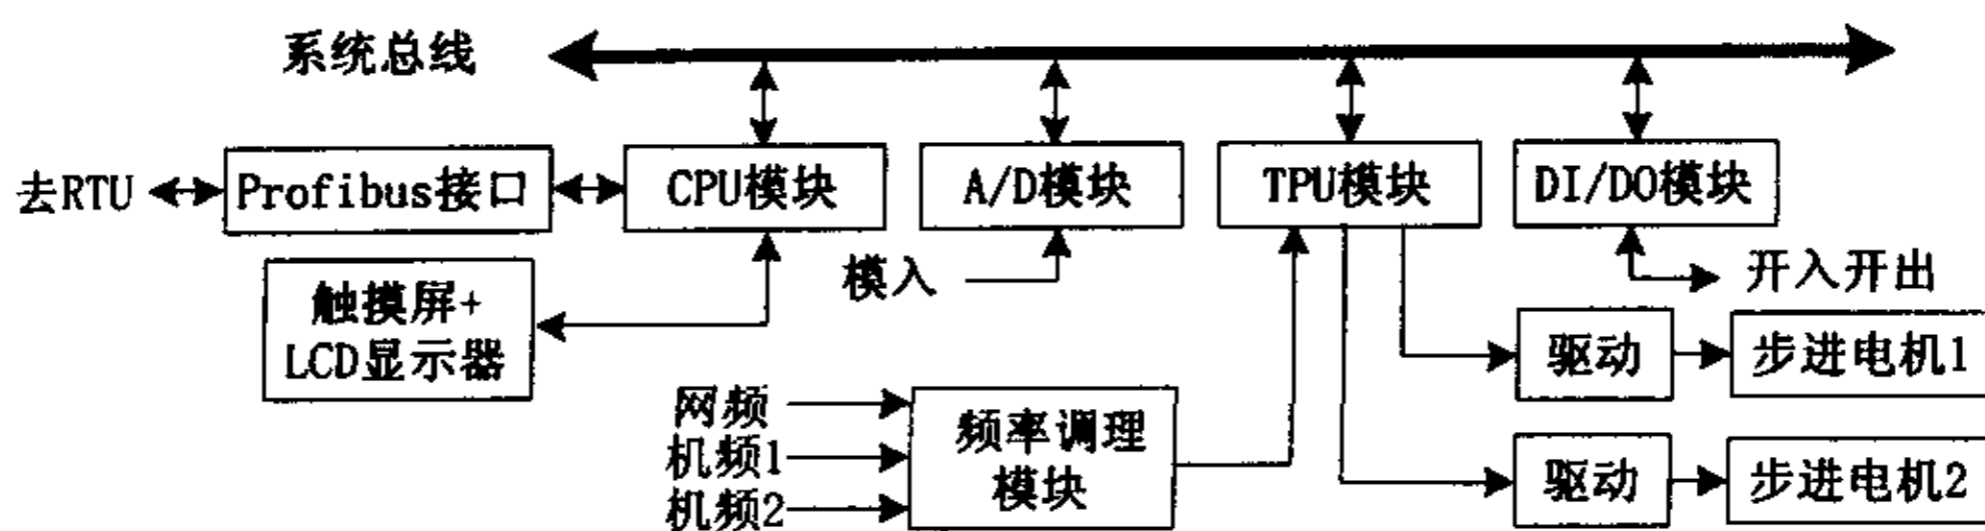 系统总线
去RTU
Profibus接口
CPU模块
A/D模块
TPU模块
DI/DO模块
模入
开入开出
触摸屏+
LCD显示器
驱动
步进电机1
网频
机频1
机频2
频率调理
模块
驱动
步进电机2